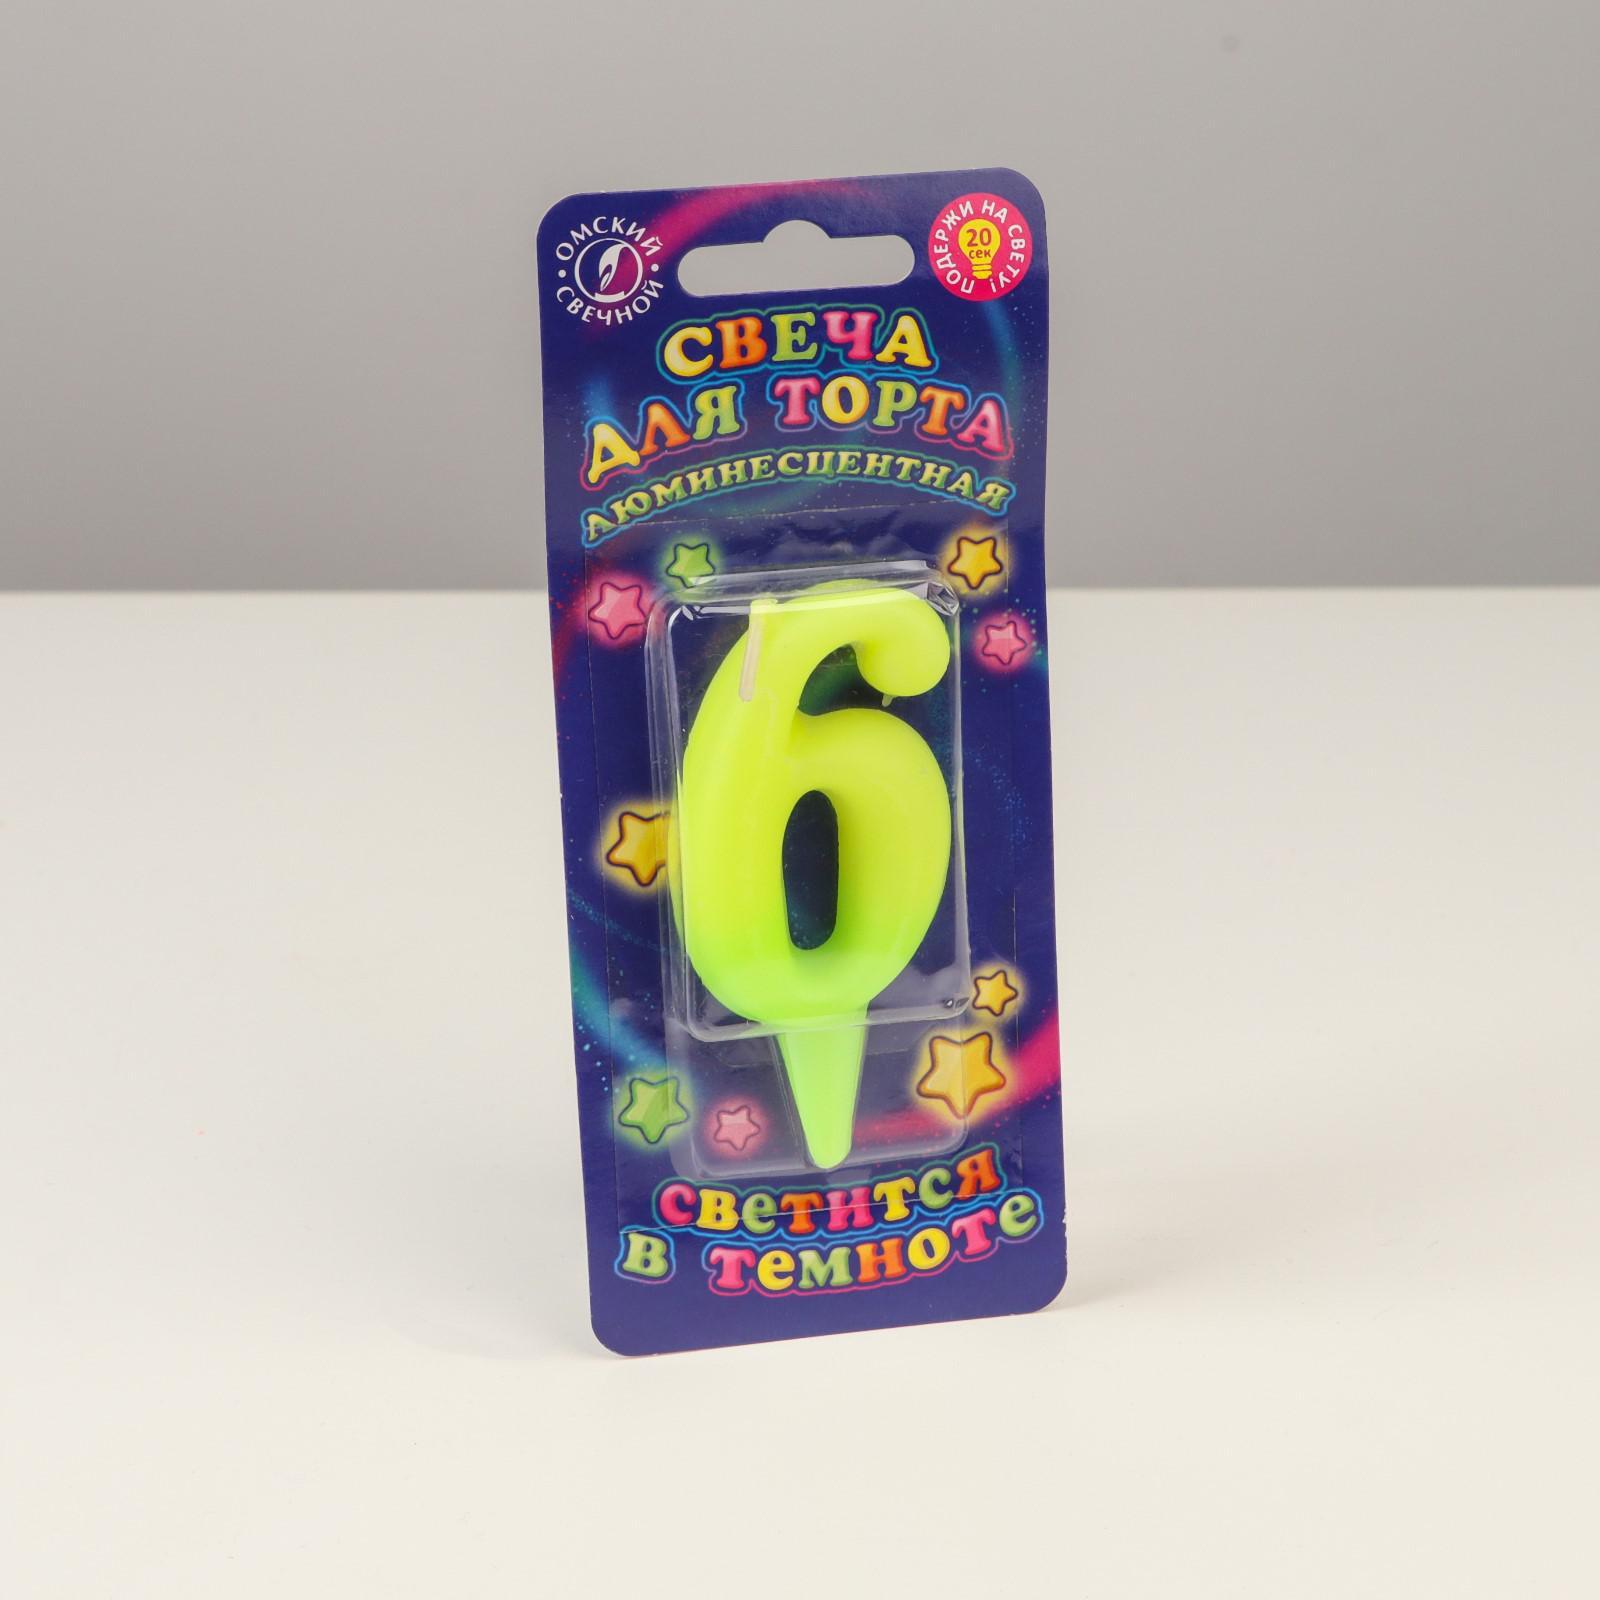 ОМСКИЙ
СВЕЧНОЙ
ПОДЕРЖИ НА СВЕТУ!
20
сек
СВЕЧА
ДЛЯ ТОРТА
ЛЮМИНЕСЦЕНТНАЯ
6
СВЕТИТСЯ
В ТЕМНОТЕ